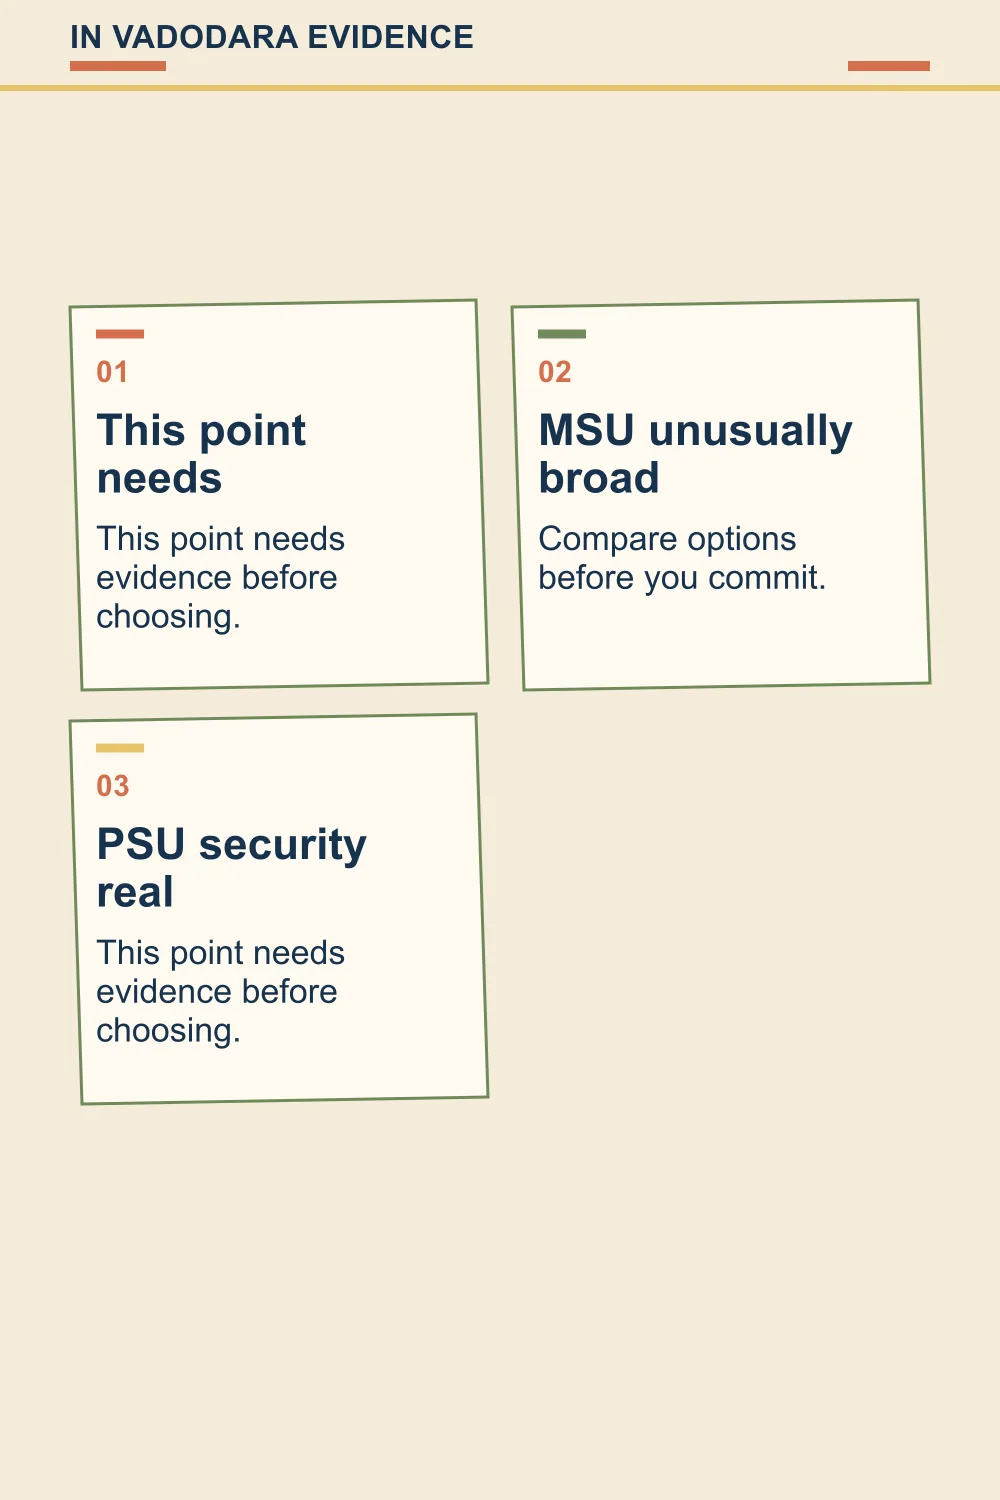 IN VADODARA EVIDENCE
01
This point
needs
This point needs
evidence before
choosing.
02
MSU unusually
broad
Compare options
before you commit.
03
PSU security
real
This point needs
evidence before
choosing.